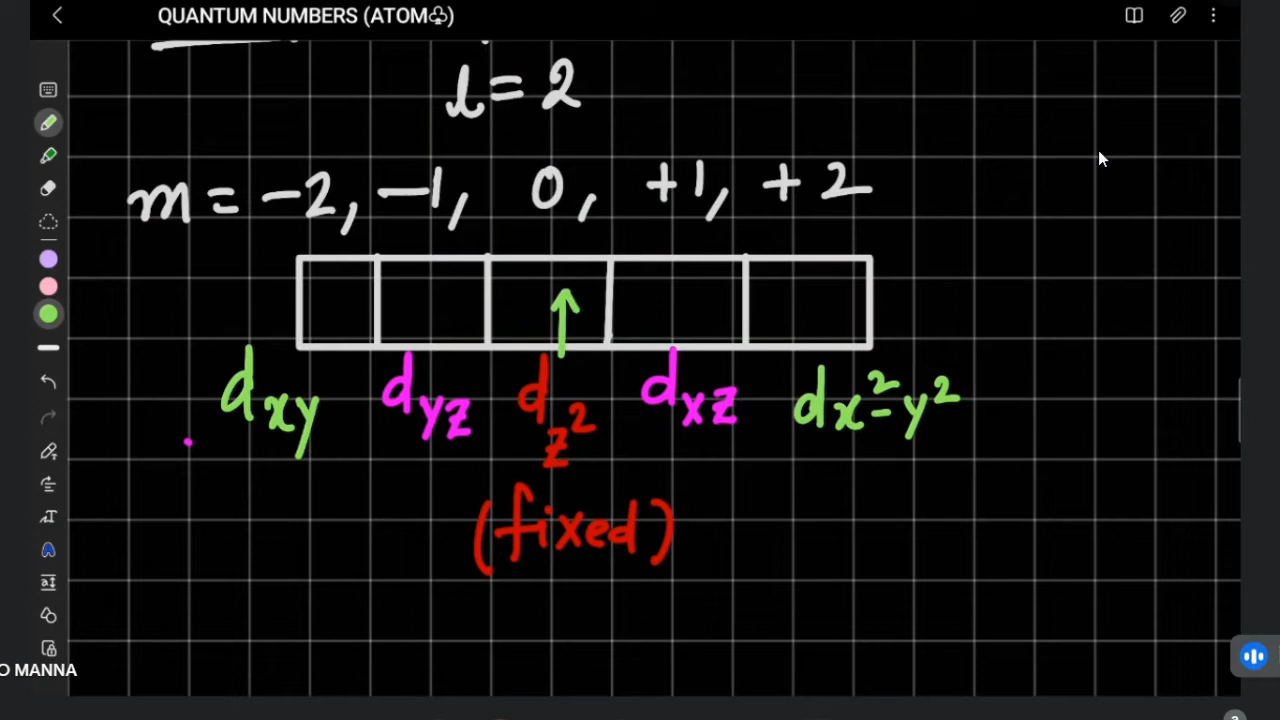 QUANTUM NUMBERS (ATOM♧)
l = 2
m = -2, -1, 0, +1, +2
dxy dyz dz² dxz dx²-y²
(fixed)
O MANNA